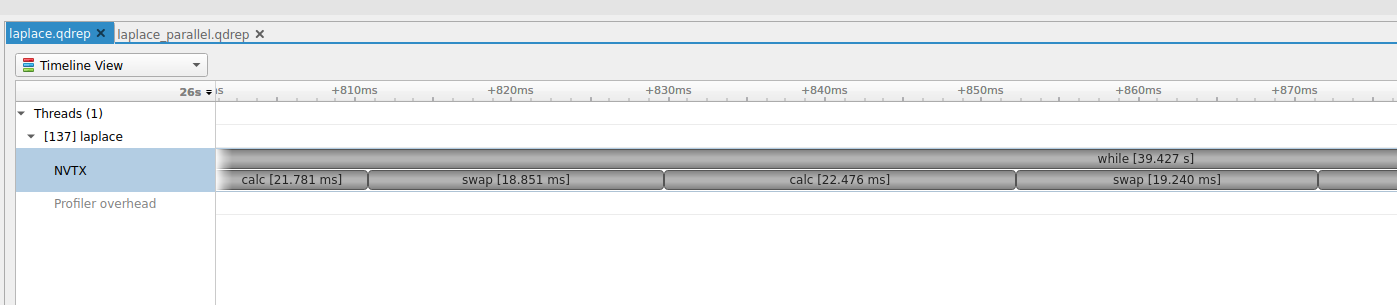 laplace.qdrep ✕ laplace_parallel.qdrep ✕
Timeline View
26s s +810ms +820ms +830ms +840ms +850ms +860ms +870ms
Threads (1)
[137] laplace
while [39.427 s]
NVTX
calc [21.781 ms] swap [18.851 ms] calc [22.476 ms] swap [19.240 ms]
Profiler overhead